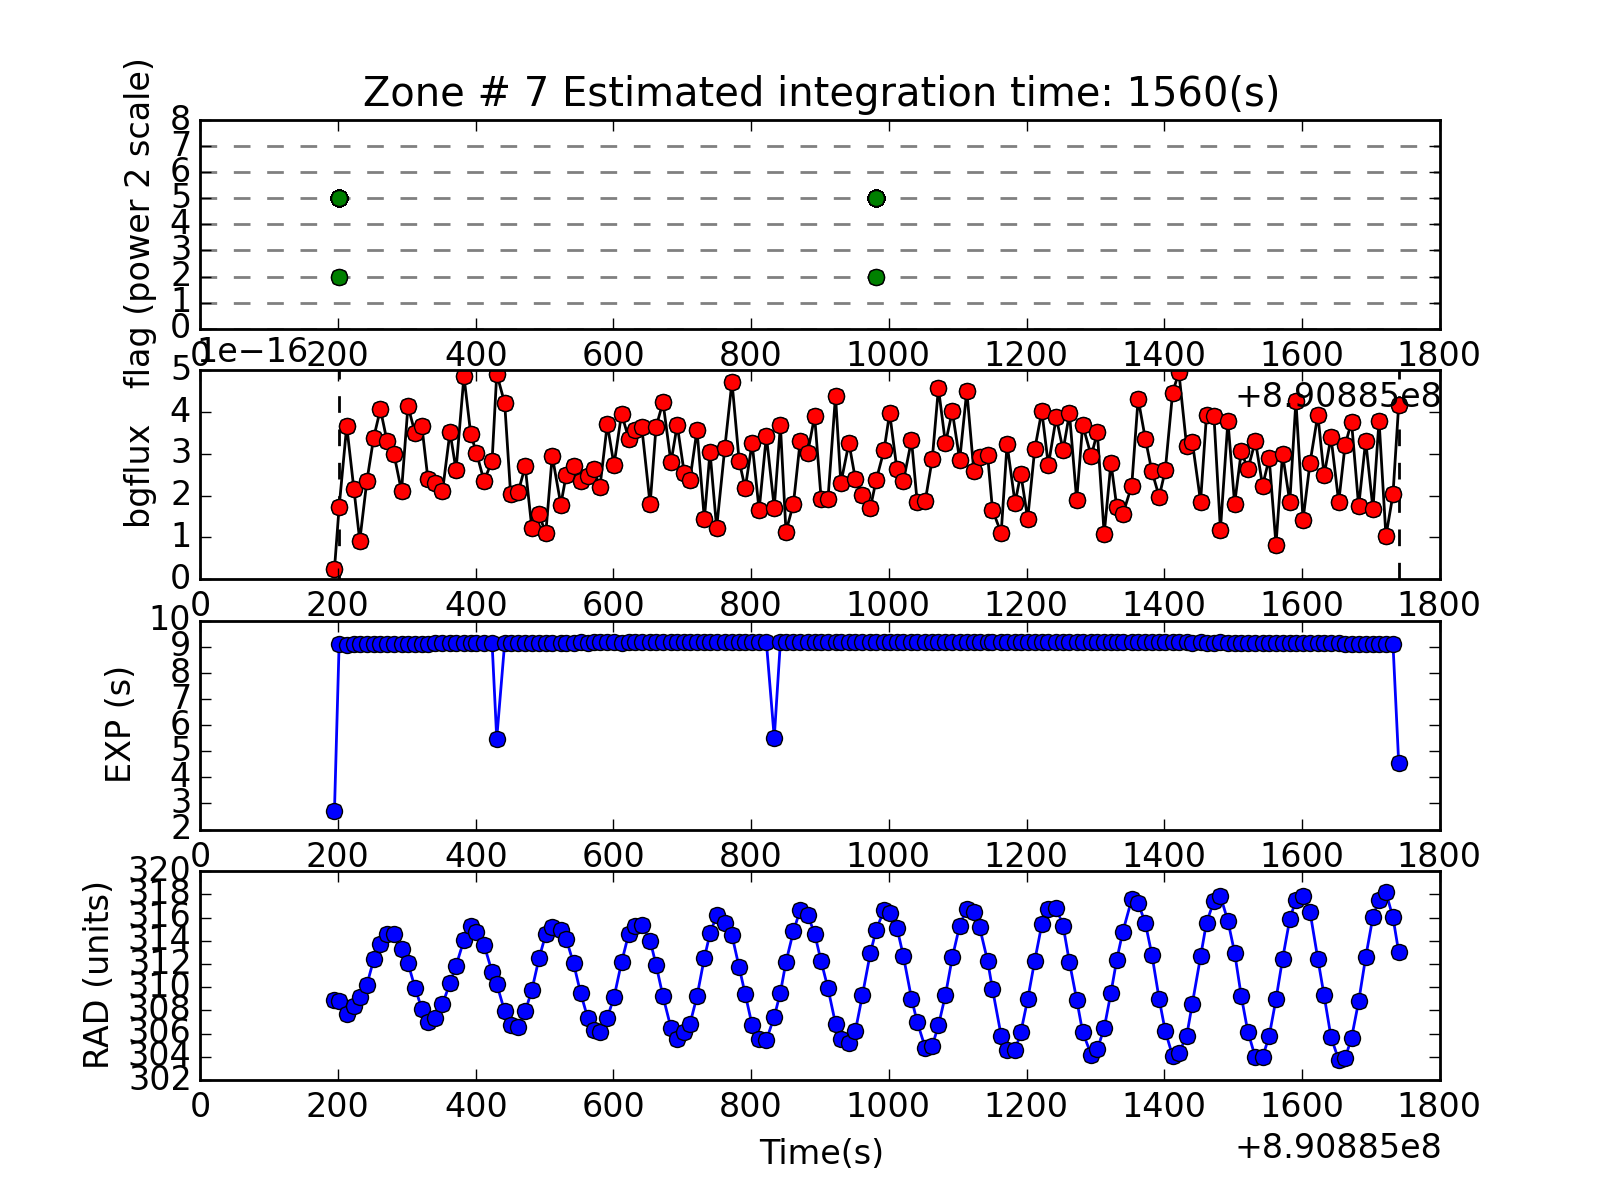 Zone # 7 Estimated integration time: 1560(s)
flag (power 2 scale)
8
7
6
5
4
3
2
1
0
0 200 400 600 800 1000 1200 1400 1600 1800
+8.90885e8
1e−16
bgflux
5
4
3
2
1
0
0 200 400 600 800 1000 1200 1400 1600 1800
EXP (s)
10
9
8
7
6
5
4
3
2
0 200 400 600 800 1000 1200 1400 1600 1800
RAD (units)
320
318
316
314
312
310
308
306
304
302
0 200 400 600 800 1000 1200 1400 1600 1800
Time(s)
+8.90885e8